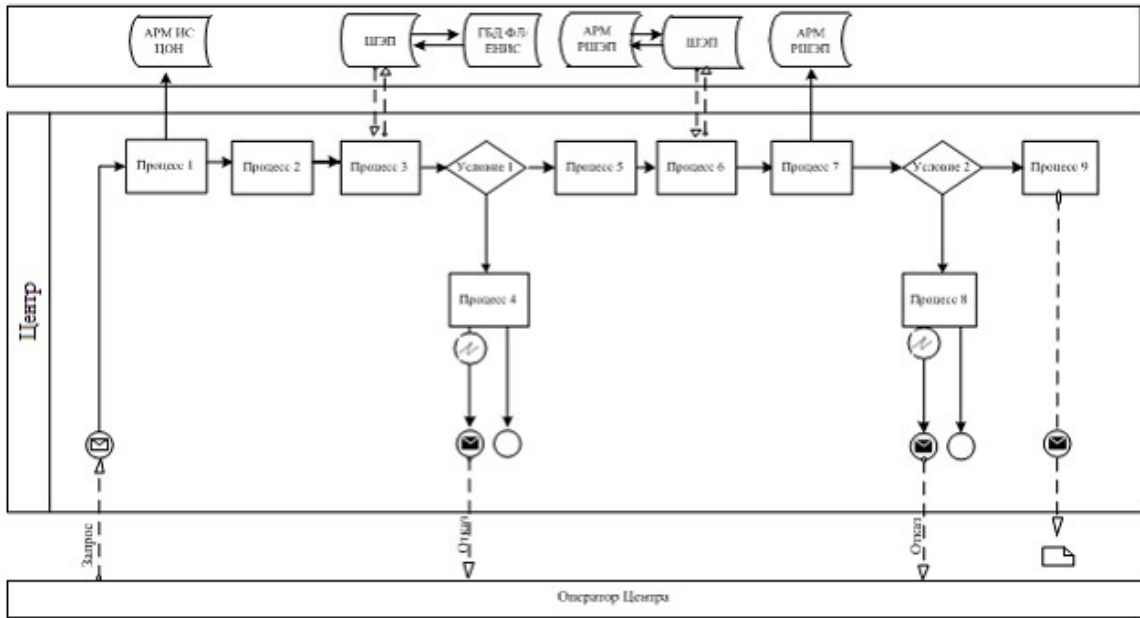 АРМ ИС
ЦОН
ШЭП
ГБД ФЛ/
ЕНИС
АРМ
РШЭП
ШЭП
АРМ
РШЭП
Центр
Процесс 1
Процесс 2
Процесс 3
Условие 1
Процесс 5
Процесс 6
Процесс 7
Условие 2
Процесс 9
Процесс 4
Процесс 8
Запрос
Отказ
Отказ
Оператор Центра